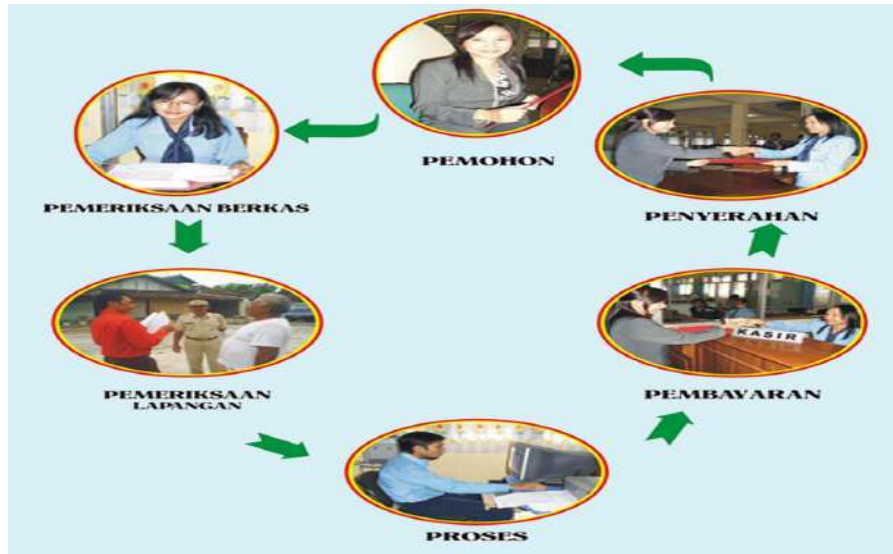 PEMOHON
PEMERIKSAAN BERKAS
PEMERIKSAAN
LAPANGAN
PROSES
PEMBAYARAN
KASIR
PENYERAHAN